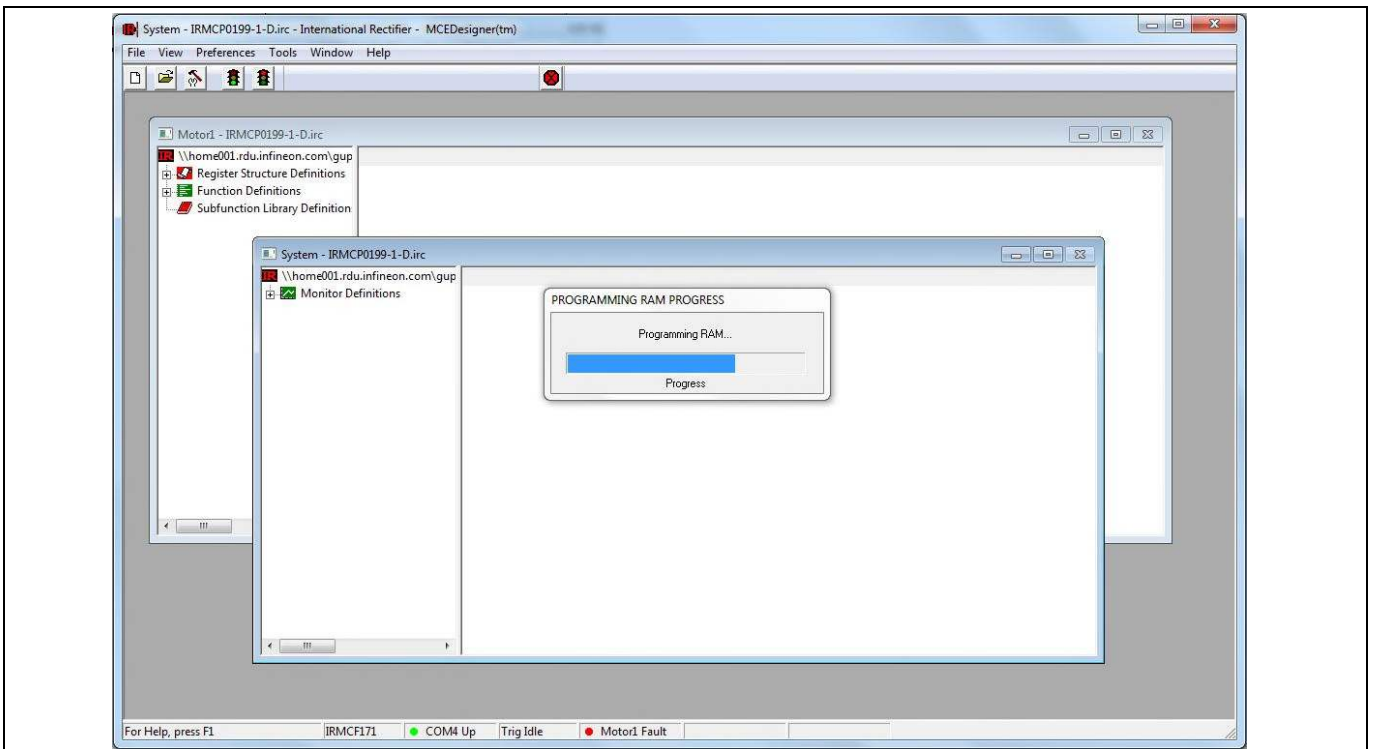 System - IRMCP0199-1-D.irc - International Rectifier - MCEDesigner(tm)
File View Preferences Tools Window Help
Motor1 - IRMCP0199-1-D.irc
IR \\home001.rdu.infineon.com\gup
Register Structure Definitions
Function Definitions
Subfunction Library Definition
System - IRMCP0199-1-D.irc
IR \\home001.rdu.infineon.com\gup
Monitor Definitions
PROGRAMMING RAM PROGRESS
Programming RAM...
Progress
For Help, press F1 IRMCF171 COM4 Up Trig Idle Motor1 Fault